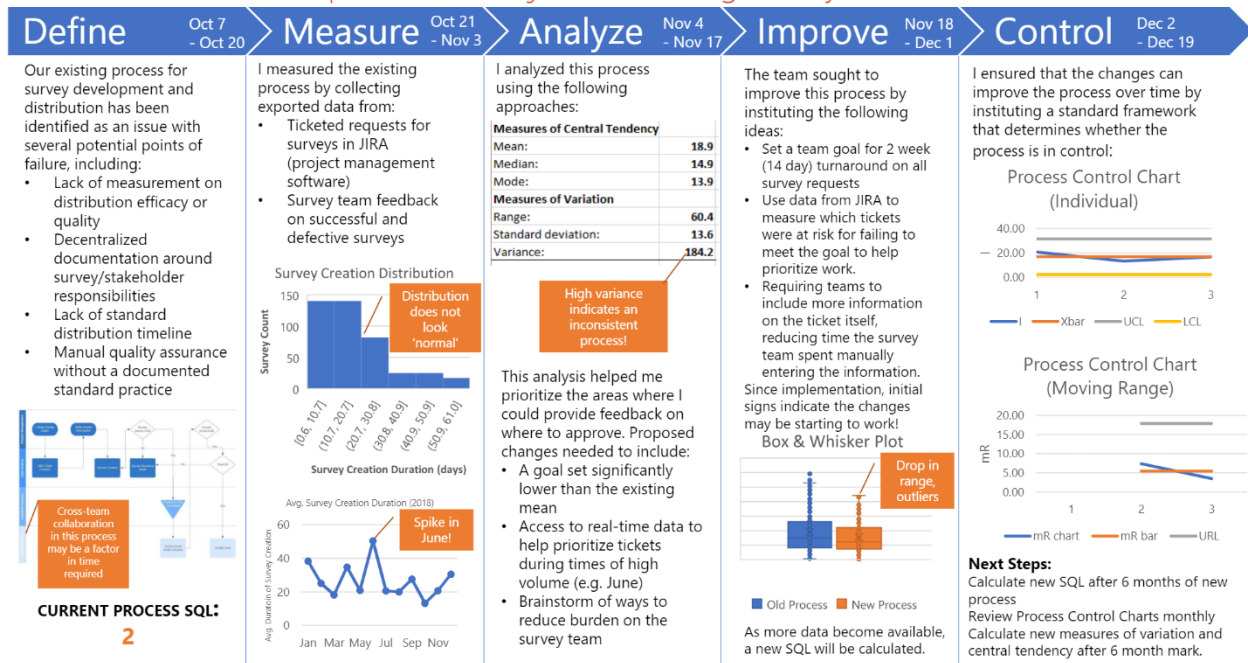 Define
Oct 7
- Oct 20
Measure
Oct 21
- Nov 3
Analyze
Nov 4
- Nov 17
Improve
Nov 18
- Dec 1
Control
Dec 2
- Dec 19
Our existing process for
survey development and
distribution has been
identified as an issue with
several potential points of
failure, including:
• Lack of measurement on
distribution efficacy or
quality
• Decentralized
documentation around
survey/stakeholder
responsibilities
• Lack of standard
distribution timeline
• Manual quality assurance
without a documented
standard practice
Cross-team
collaboration
in this process
may be a factor
in time
required
CURRENT PROCESS SQL:
2
I measured the existing
process by collecting
exported data from:
• Ticketed requests for
surveys in JIRA
(project management
software)
• Survey team feedback
on successful and
defective surveys
Survey Creation Distribution
Survey Count
150
100
50
0
Distribution
does not
look
'normal'
[0.6, 10.7]
(10.7, 20.7]
(20.7, 30.8]
(30.8, 40.9]
(40.9, 50.9]
(50.9, 61.0]
Survey Creation Duration (days)
Avg. Survey Creation Duration (2018)
Avg. Duratoin of Survey Creation
60
40
20
0
Spike in
June!
Jan Mar May Jul Sep Nov
I analyzed this process
using the following
approaches:
Measures of Central Tendency
Mean: 18.9
Median: 14.9
Mode: 13.9
Measures of Variation
Range: 60.4
Standard deviation: 13.6
Variance: 184.2
High variance
indicates an
inconsistent
process!
This analysis helped me
prioritize the areas where I
could provide feedback on
where to approve. Proposed
changes needed to include:
• A goal set significantly
lower than the existing
mean
• Access to real-time data to
help prioritize tickets
during times of high
volume (e.g. June)
• Brainstorm of ways to
reduce burden on the
survey team
The team sought to
improve this process by
instituting the following
ideas:
• Set a team goal for 2 week
(14 day) turnaround on all
survey requests
• Use data from JIRA to
measure which tickets
were at risk for failing to
meet the goal to help
prioritize work.
• Requiring teams to
include more information
on the ticket itself,
reducing time the survey
team spent manually
entering the information.
Since implementation, initial
signs indicate the changes
may be starting to work!
Box & Whisker Plot
Drop in
range,
outliers
Old Process New Process
As more data become available,
a new SQL will be calculated.
I ensured that the changes can
improve the process over time by
instituting a standard framework
that determines whether the
process is in control:
Process Control Chart
(Individual)
I
40.00
20.00
0.00
1 2 3
I Xbar UCL LCL
Process Control Chart
(Moving Range)
mR
20.00
15.00
10.00
5.00
0.00
1 2 3
mR chart mR bar URL
Next Steps:
Calculate new SQL after 6 months of new
process
Review Process Control Charts monthly
Calculate new measures of variation and
central tendency after 6 month mark.